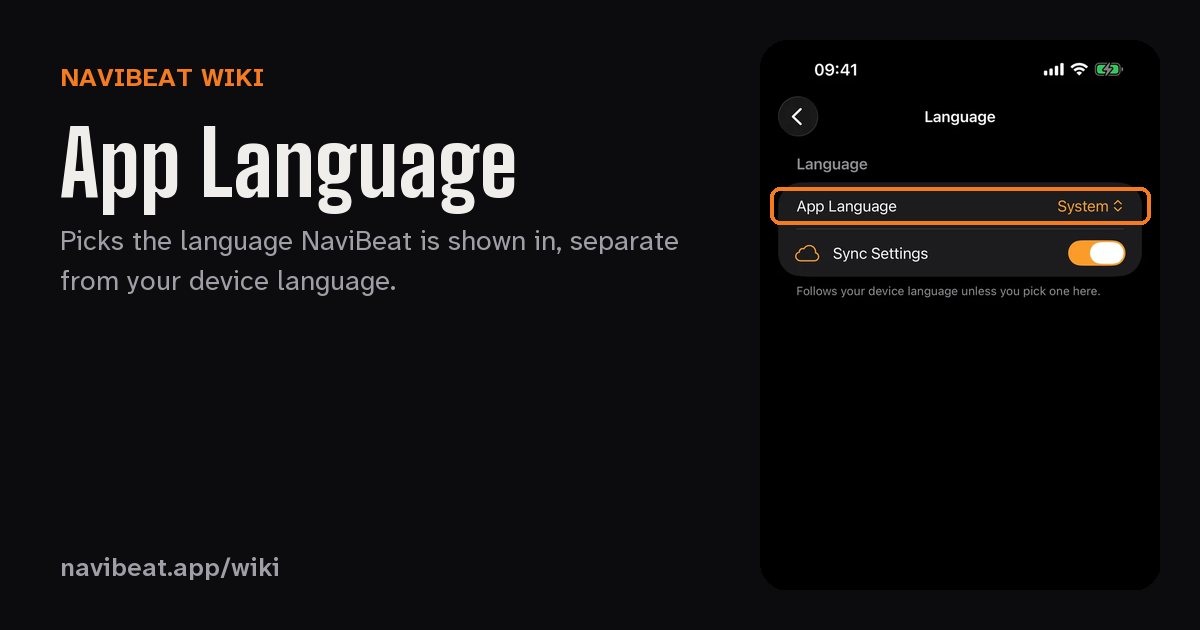 NAVIBEAT WIKI
App Language
Picks the language NaviBeat is shown in, separate
from your device language.
navibeat.app/wiki
09:41
Language
Language
App Language System
Sync Settings
Follows your device language unless you pick one here.